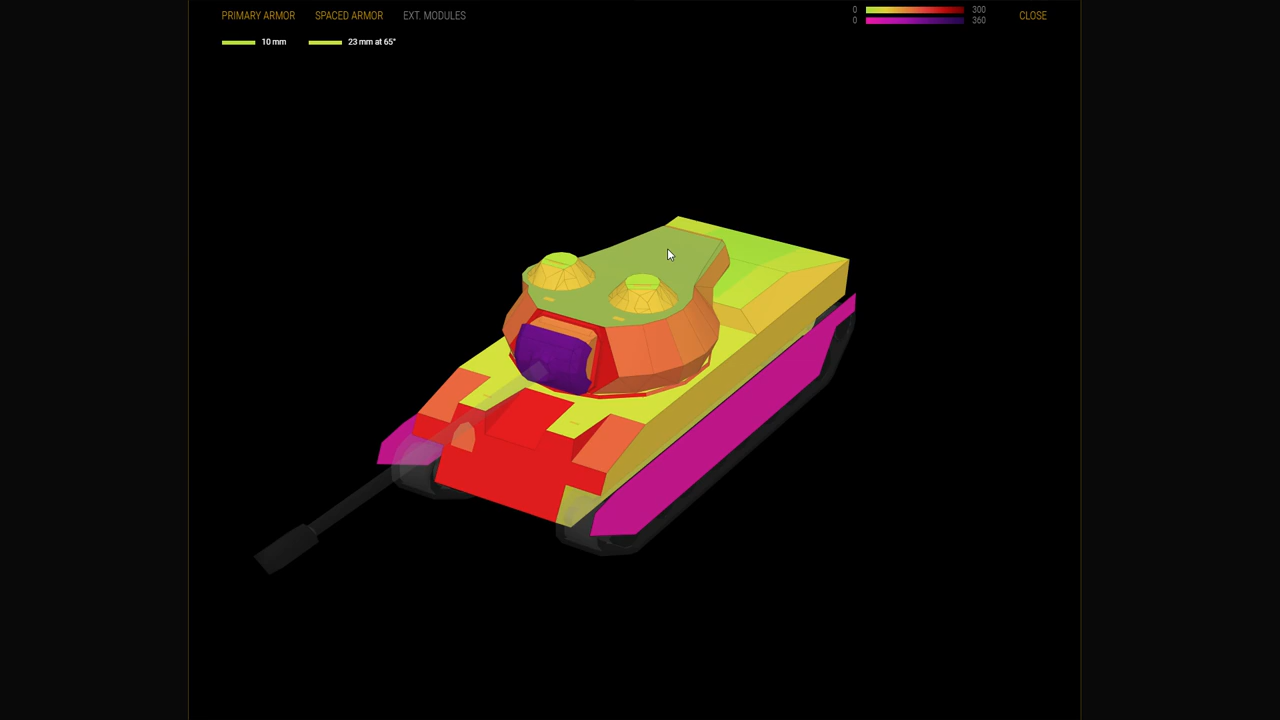 PRIMARY ARMOR SPACED ARMOR EXT. MODULES 0 300 CLOSE
0 360
10 mm 23 mm at 65°